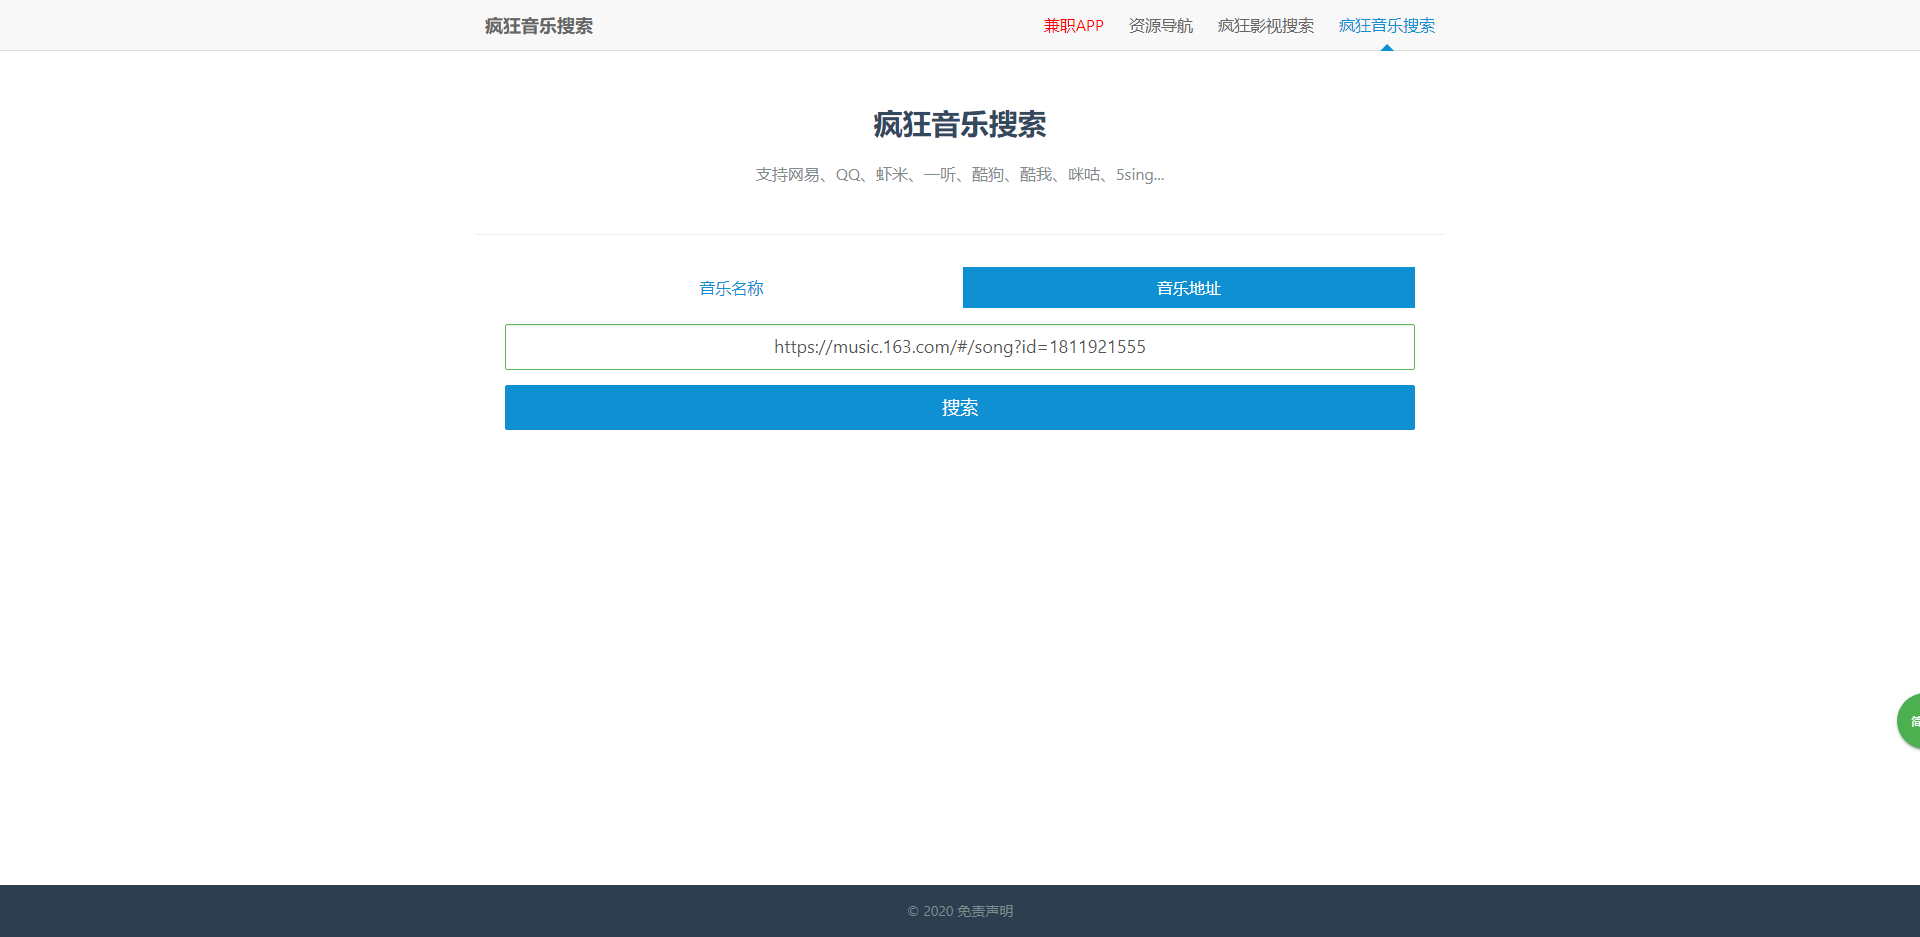 疯狂音乐搜索
兼职APP 资源导航 疯狂影视搜索 疯狂音乐搜索
疯狂音乐搜索
支持网易、QQ、虾米、一听、酷狗、酷我、咪咕、5sing...
音乐名称 音乐地址
https://music.163.com/#/song?id=1811921555
搜索
简
© 2020 免责声明